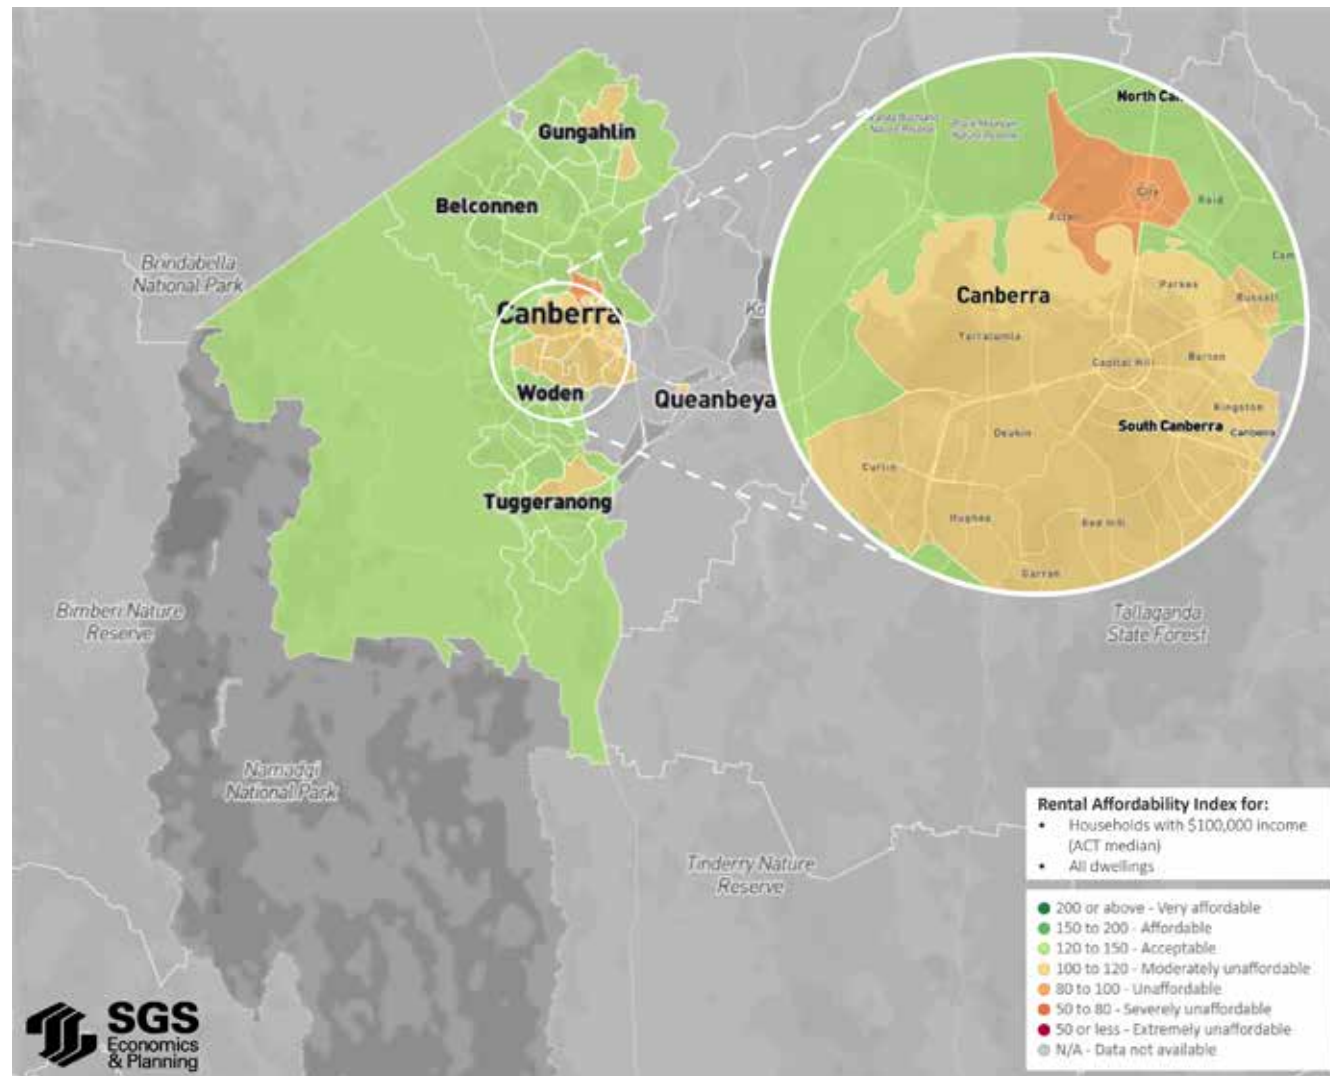 North Ca
Gungahlin
City
Reid
Belconnen
Cam
Brindabella
National Park
Canberra
Parkes
Russell
Canberra
Yarralumla
Capital Hill
Barton
Woden
Queanbeya
Kingston
South Canberra
Canberra
Deakin
Curtin
Tuggeranong
Hughes
Red Hill
Garran
Bimberi Nature
Reserve
Tallaganda
State Forest
Namadgi
National Park
Tinderry Nature
Reserve
Rental Affordability Index for:
• Households with $100,000 income
(ACT median)
• All dwellings
200 or above - Very affordable
150 to 200 - Affordable
120 to 150 - Acceptable
100 to 120 - Moderately unaffordable
80 to 100 - Unaffordable
50 to 80 - Severely unaffordable
50 or less - Extremely unaffordable
N/A - Data not available
SGS
Economics
& Planning